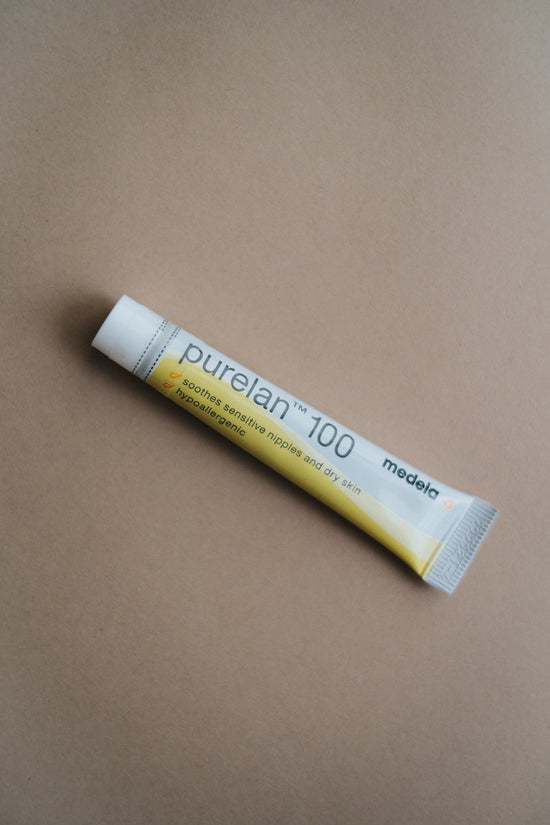 purelan™ 100
soothes sensitive nipples and dry skin
hypoallergenic
medela